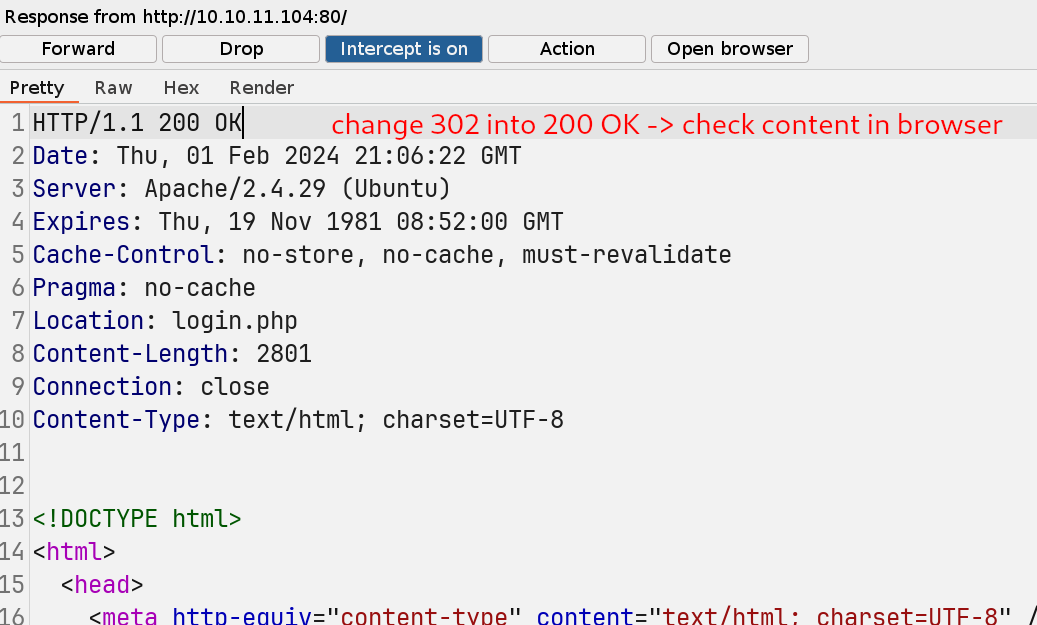 Response from http://10.10.11.104:80/
Forward Drop Intercept is on Action Open browser
Pretty Raw Hex Render
1 HTTP/1.1 200 OK change 302 into 200 OK -> check content in browser
2 Date: Thu, 01 Feb 2024 21:06:22 GMT
3 Server: Apache/2.4.29 (Ubuntu)
4 Expires: Thu, 19 Nov 1981 08:52:00 GMT
5 Cache-Control: no-store, no-cache, must-revalidate
6 Pragma: no-cache
7 Location: login.php
8 Content-Length: 2801
9 Connection: close
10 Content-Type: text/html; charset=UTF-8
11
12
13 <!DOCTYPE html>
14 <html>
15 <head>
16 <meta http-equiv="content-type" content="text/html; charset=UTF-8" /